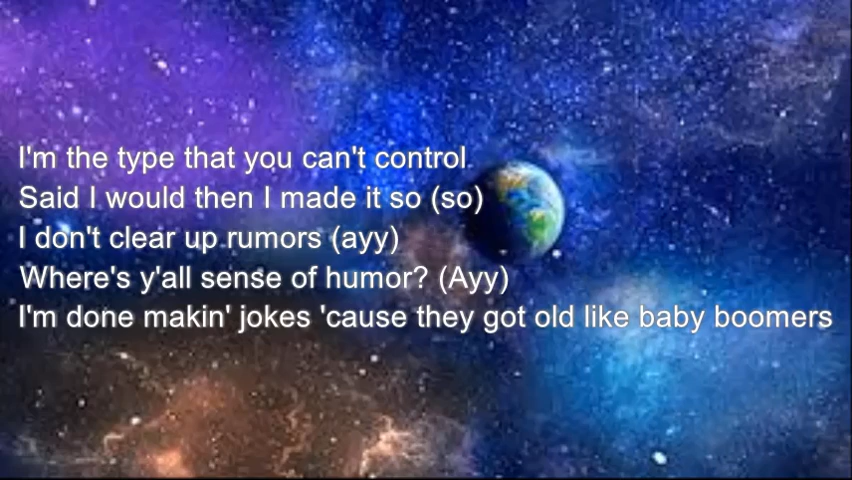 I'm the type that you can't control
Said I would then I made it so (so)
I don't clear up rumors (ayy)
Where's y'all sense of humor? (Ayy)
I'm done makin' jokes 'cause they got old like baby boomers